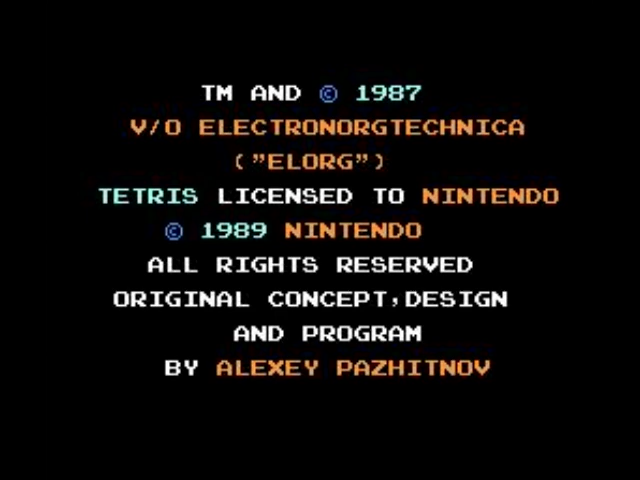 TM AND © 1987
V/O ELECTRONORGTECHNICA
("ELORG")
TETRIS LICENSED TO NINTENDO
© 1989 NINTENDO
ALL RIGHTS RESERVED
ORIGINAL CONCEPT,DESIGN
AND PROGRAM
BY ALEXEY PAZHITNOV